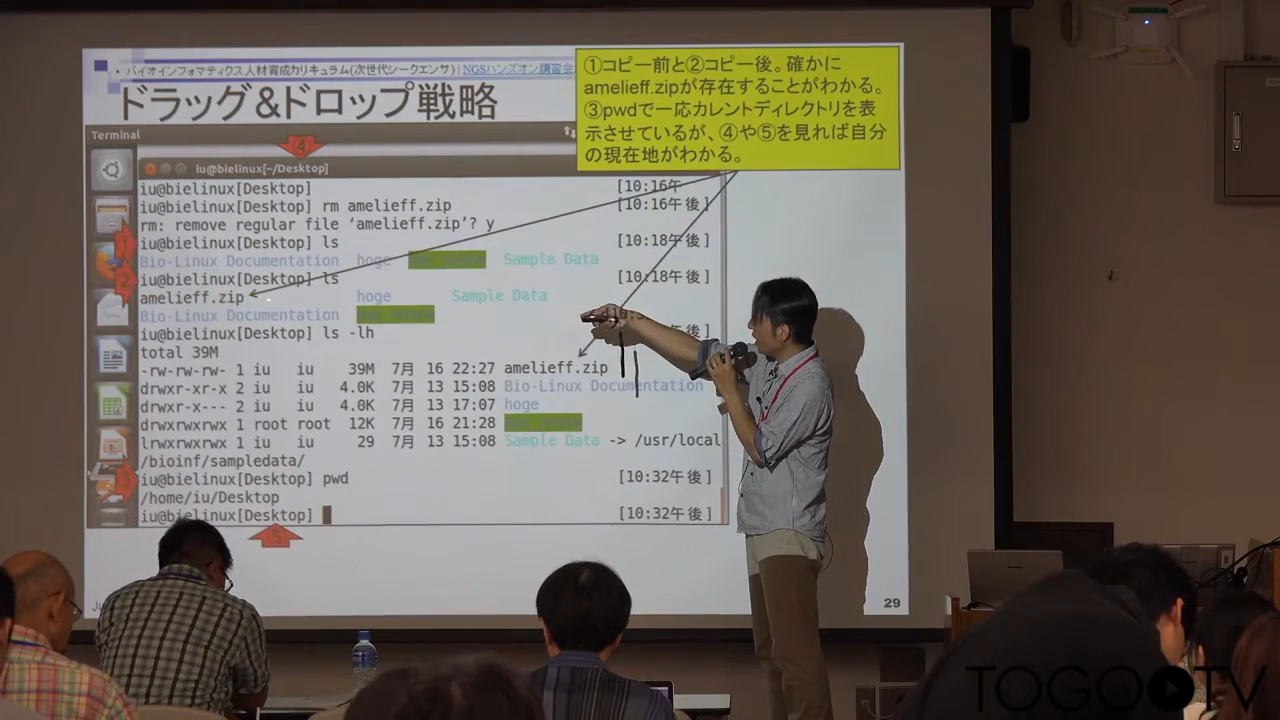 ・バイオインフォマティクス人材育成カリキュラム(次世代シークエンサ) | NGSハンズオン講習会
ドラッグ&ドロップ戦略
①コピー前と②コピー後。確かに
amelieff.zipが存在することがわかる。
③pwdで一応カレントディレクトリを表
示させているが、④や⑤を見れば自分
の現在地がわかる。
Terminal
④
iu@bielinux[~/Desktop]
iu@bielinux[Desktop] [10:16午
iu@bielinux[Desktop] rm amelieff.zip [10:16午後]
rm: remove regular file ‘amelieff.zip’? y
iu@bielinux[Desktop] ls [10:18午後]
Bio-Linux Documentation hoge Sample Data
iu@bielinux[Desktop] ls [10:18午後]
amelieff.zip hoge Sample Data
Bio-Linux Documentation
iu@bielinux[Desktop] ls -lh
total 39M
-rw-rw-rw- 1 iu iu 39M 7月 16 22:27 amelieff.zip
drwxr-xr-x 2 iu iu 4.0K 7月 13 15:08 Bio-Linux Documentation
drwxr-x--- 2 iu iu 4.0K 7月 13 17:07 hoge
drwxrwxrwx 1 root root 12K 7月 16 21:28
lrwxrwxrwx 1 iu iu 29 7月 13 15:08 Sample Data -> /usr/local
/bioinf/sampledata/
iu@bielinux[Desktop] pwd [10:32午後]
/home/iu/Desktop
iu@bielinux[Desktop] [10:32午後]
①
②
③
⑤
29
TOGOTV